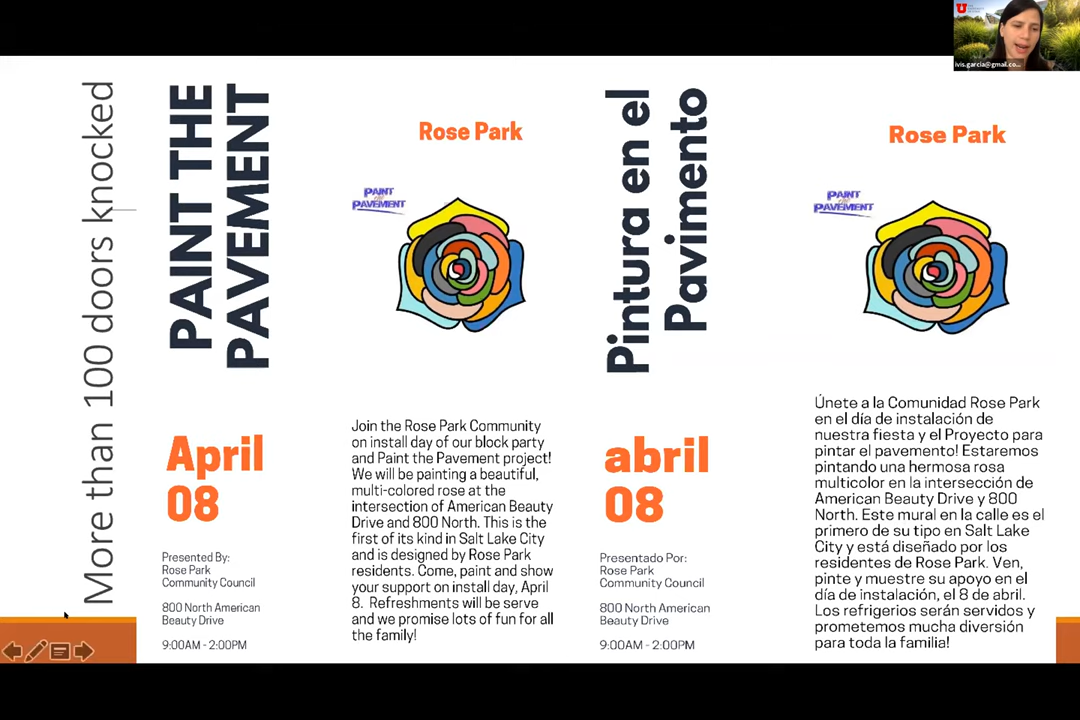 More than 100 doors knocked
PAINT THE
PAVEMENT
Rose Park
PAINT
PAVEMENT
April
08
Presented By:
Rose Park
Community Council
800 North American
Beauty Drive
9:00AM - 2:00PM
Join the Rose Park Community
on install day of our block party
and Paint the Pavement project!
We will be painting a beautiful,
multi-colored rose at the
intersection of American Beauty
Drive and 800 North. This is the
first of its kind in Salt Lake City
and is designed by Rose Park
residents. Come, paint and show
your support on install day, April
8. Refreshments will be serve
and we promise lots of fun for all
the family!
Pintura en el
Pavimento
Rose Park
PAINT
PAVEMENT
abril
08
Presentado Por:
Rose Park
Community Council
800 North American
Beauty Drive
9:00AM - 2:00PM
Únete a la Comunidad Rose Park
en el día de instalación de
nuestra fiesta y el Proyecto para
pintar el pavemento! Estaremos
pintando una hermosa rosa
multicolor en la intersección de
American Beauty Drive y 800
North. Este mural en la calle es el
primero de su tipo en Salt Lake
City y está diseñado por los
residentes de Rose Park. Ven,
pinte y muestre su apoyo en el
día de instalación, el 8 de abril.
Los refrigerios serán servidos y
prometemos mucha diversión
para toda la familia!
U
ivis.garcia@gmail.co...